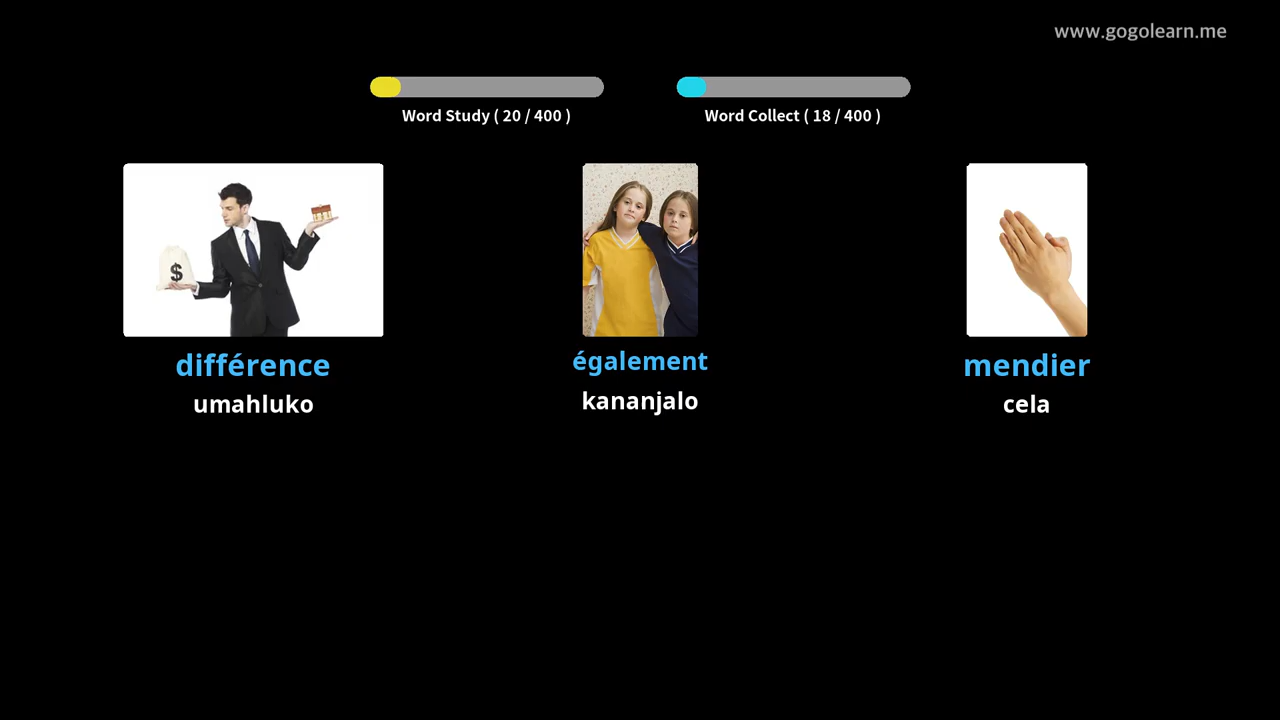 www.gogolearn.me
Word Study ( 20 / 400 )
Word Collect ( 18 / 400 )
$
différence
également
mendier
umahluko
kananjalo
cela